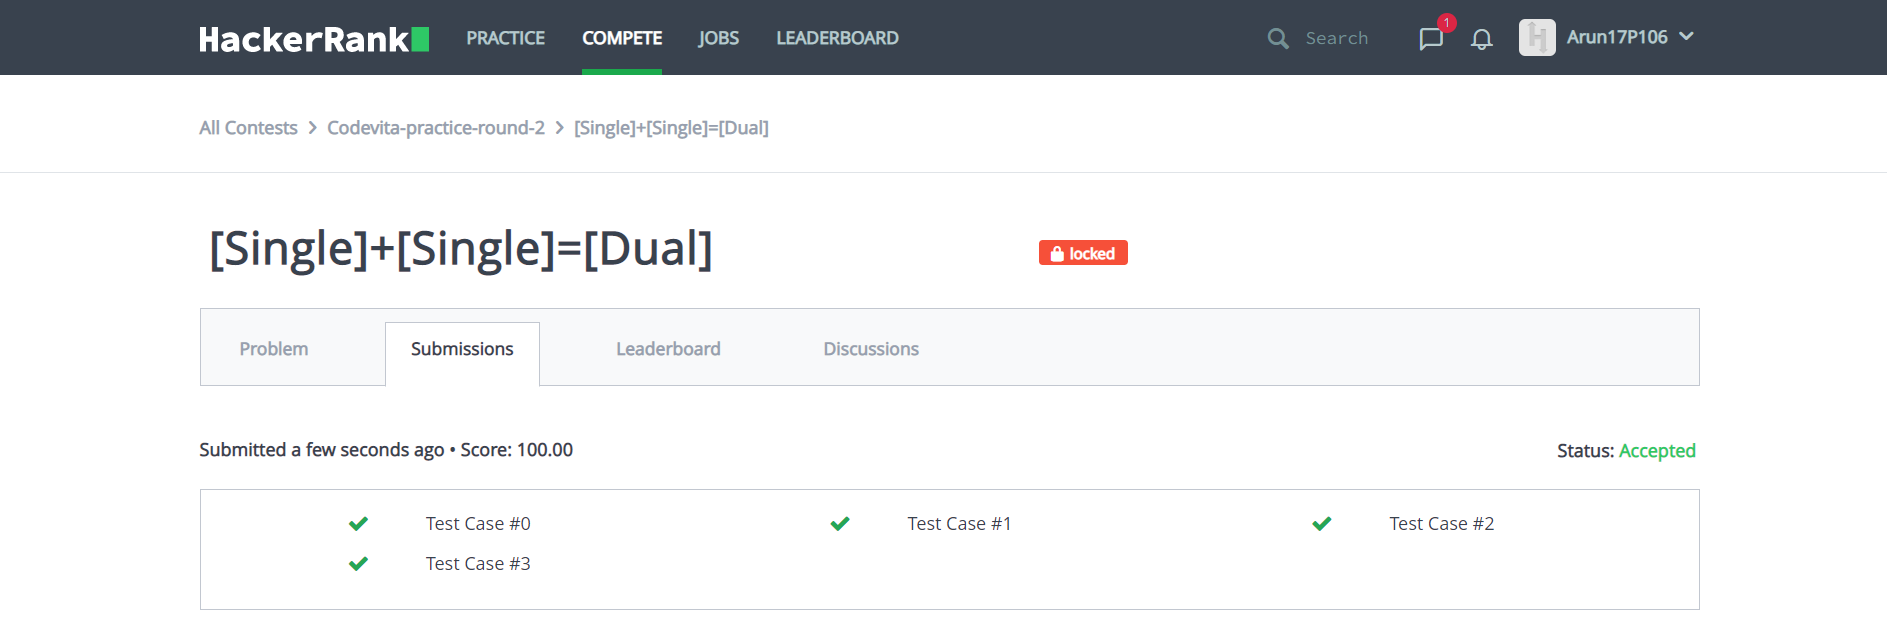 HackerRank PRACTICE COMPETE JOBS LEADERBOARD Search 1 H Arun17P106
All Contests > Codevita-practice-round-2 > [Single]+[Single]=[Dual]
[Single]+[Single]=[Dual] locked
Problem Submissions Leaderboard Discussions
Submitted a few seconds ago • Score: 100.00 Status: Accepted
Test Case #0 Test Case #1 Test Case #2
Test Case #3